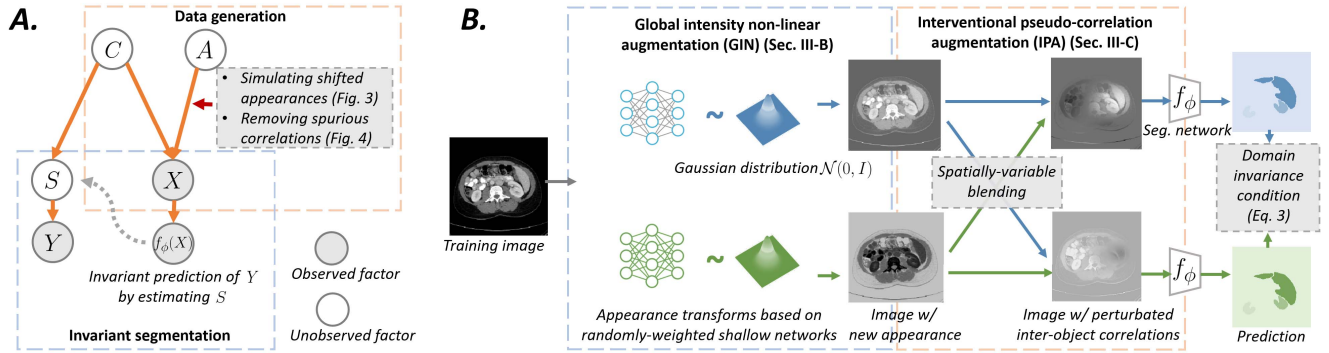 A.
Data generation
C
A
• Simulating shifted
appearances (Fig. 3)
• Removing spurious
correlations (Fig. 4)
S
X
Y
f_ϕ(X)
Invariant prediction of Y
by estimating S
Invariant segmentation
Observed factor
Unobserved factor
B.
Training image
Global intensity non-linear
augmentation (GIN) (Sec. III-B)
~
Gaussian distribution 𝒩(0, I)
~
Appearance transforms based on
randomly-weighted shallow networks
Image w/
new appearance
Interventional pseudo-correlation
augmentation (IPA) (Sec. III-C)
Spatially-variable
blending
Image w/ perturbated
inter-object correlations
f_ϕ
Seg. network
f_ϕ
Domain
invariance
condition
(Eq. 3)
Prediction